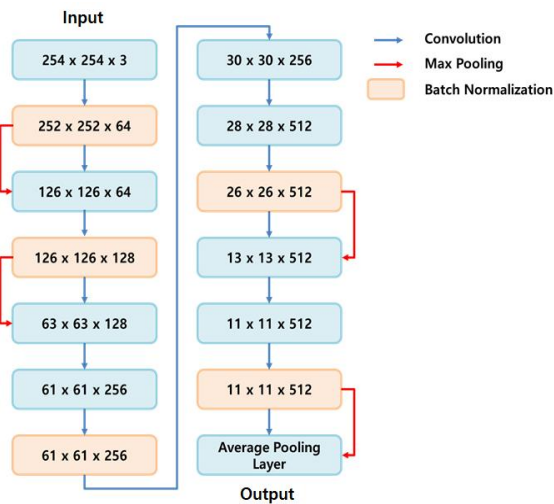 Input
254 x 254 x 3
252 x 252 x 64
126 x 126 x 64
126 x 126 x 128
63 x 63 x 128
61 x 61 x 256
61 x 61 x 256
30 x 30 x 256
28 x 28 x 512
26 x 26 x 512
13 x 13 x 512
11 x 11 x 512
11 x 11 x 512
Average Pooling
Layer
Output
Convolution
Max Pooling
Batch Normalization